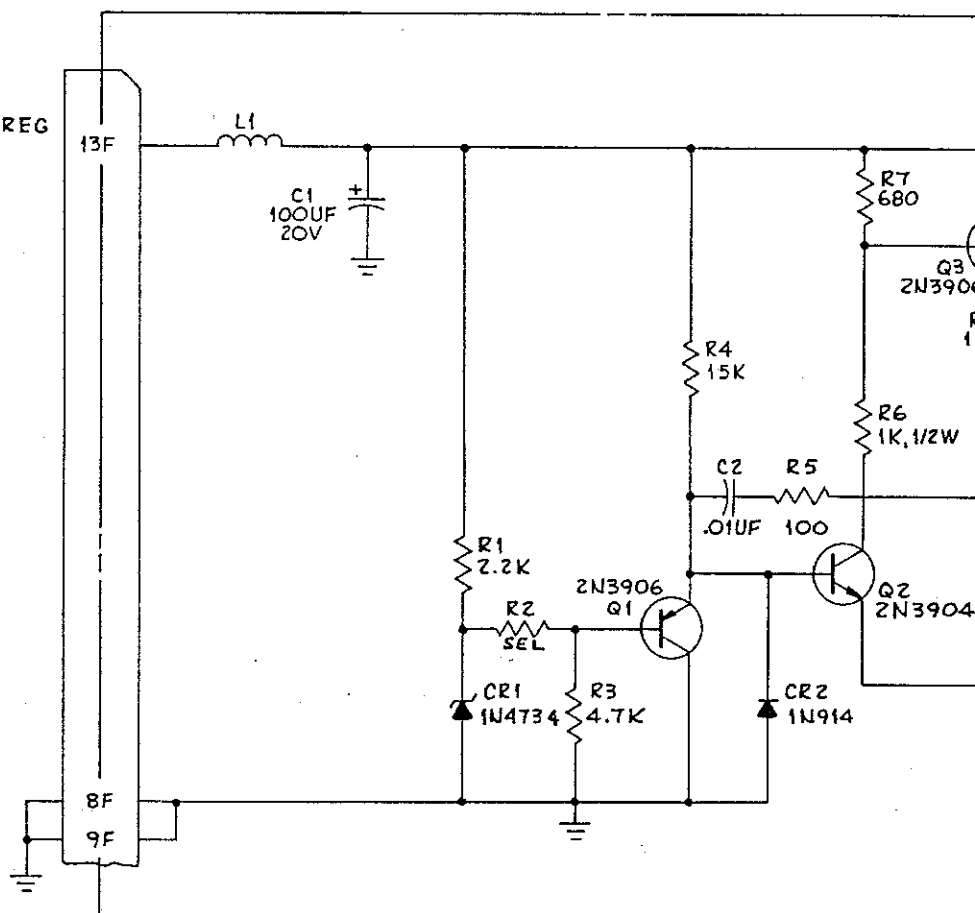 REG
13F
L1
C1
100UF
20V
+
R7
680
Q3
2N3906
R4
15K
R6
1K, 1/2W
C2
.01UF
R5
100
R1
2.2K
2N3906
Q1
Q2
2N3904
R2
SEL
CR1
1N4734
R3
4.7K
CR2
1N914
8F
9F